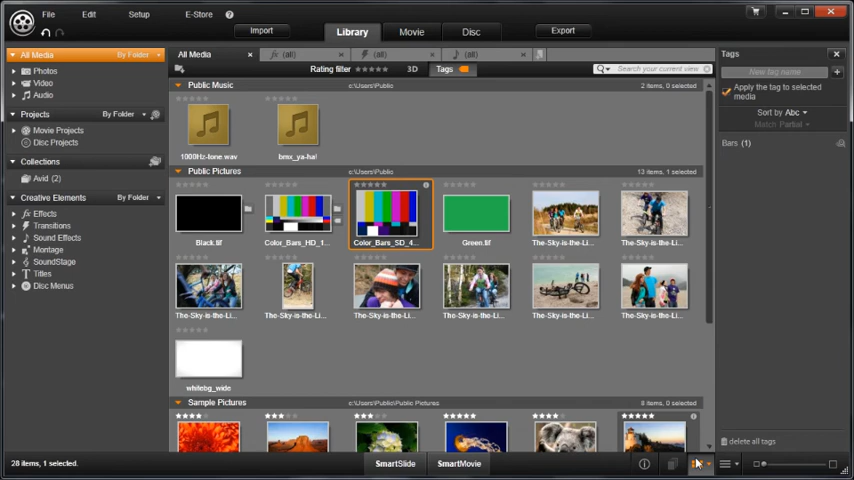 File Edit Setup E-Store ?
Import Library Movie Disc Export
All Media By Folder
Photos
Video
Audio
Projects By Folder
Movie Projects
Disc Projects
Collections
Avid (2)
Creative Elements By Folder
Effects
Transitions
Sound Effects
Montage
SoundStage
Titles
Disc Menus
All Media x (all) x (all) x (all) x
Rating filter 3D Tags Search your current view
Public Music c:\Users\Public 2 items, 0 selected
1000Hz-tone.wav bmx_ya-ha!
Public Pictures c:\Users\Public 13 items, 1 selected
Black.tif Color_Bars_HD_1... Color_Bars_SD_4... Green.tif The-Sky-is-the-Li... The-Sky-is-the-Li...
The-Sky-is-the-Li... The-Sky-is-the-Li... The-Sky-is-the-Li... The-Sky-is-the-Li... The-Sky-is-the-Li... The-Sky-is-the-Li...
whitebg_wide
Sample Pictures c:\Users\Public\Public Pictures 8 items, 0 selected
Tags
New tag name +
Apply the tag to selected
media
Sort by Abc
Match Partial
Bars (1)
delete all tags
28 items, 1 selected.
SmartSlide SmartMovie